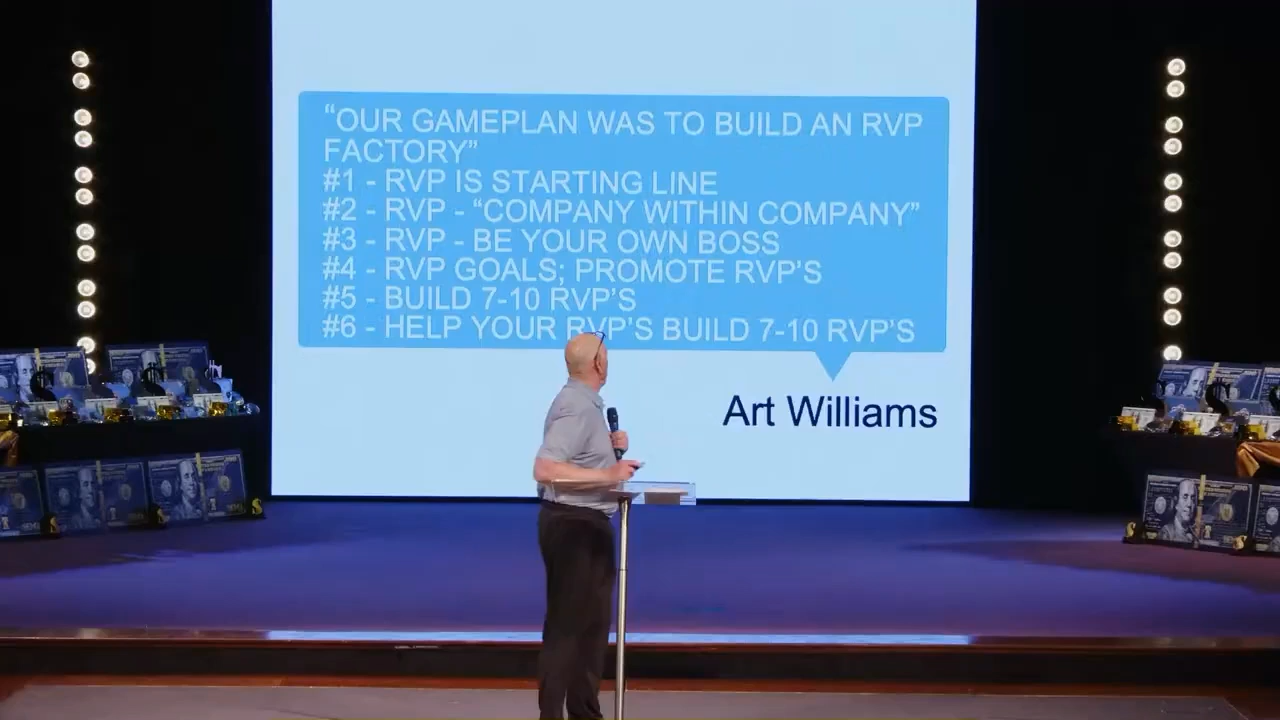 “OUR GAMEPLAN WAS TO BUILD AN RVP
FACTORY”
#1 - RVP IS STARTING LINE
#2 - RVP - “COMPANY WITHIN COMPANY”
#3 - RVP - BE YOUR OWN BOSS
#4 - RVP GOALS; PROMOTE RVP'S
#5 - BUILD 7-10 RVP’S
#6 - HELP YOUR RVP'S BUILD 7-10 RVP’S
Art Williams